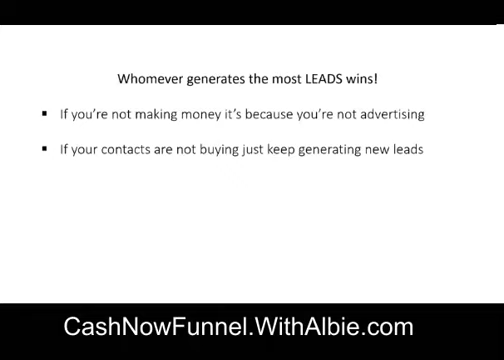 Whomever generates the most LEADS wins!
▪ If you're not making money it's because you're not advertising
▪ If your contacts are not buying just keep generating new leads
CashNowFunnel.WithAlbie.com